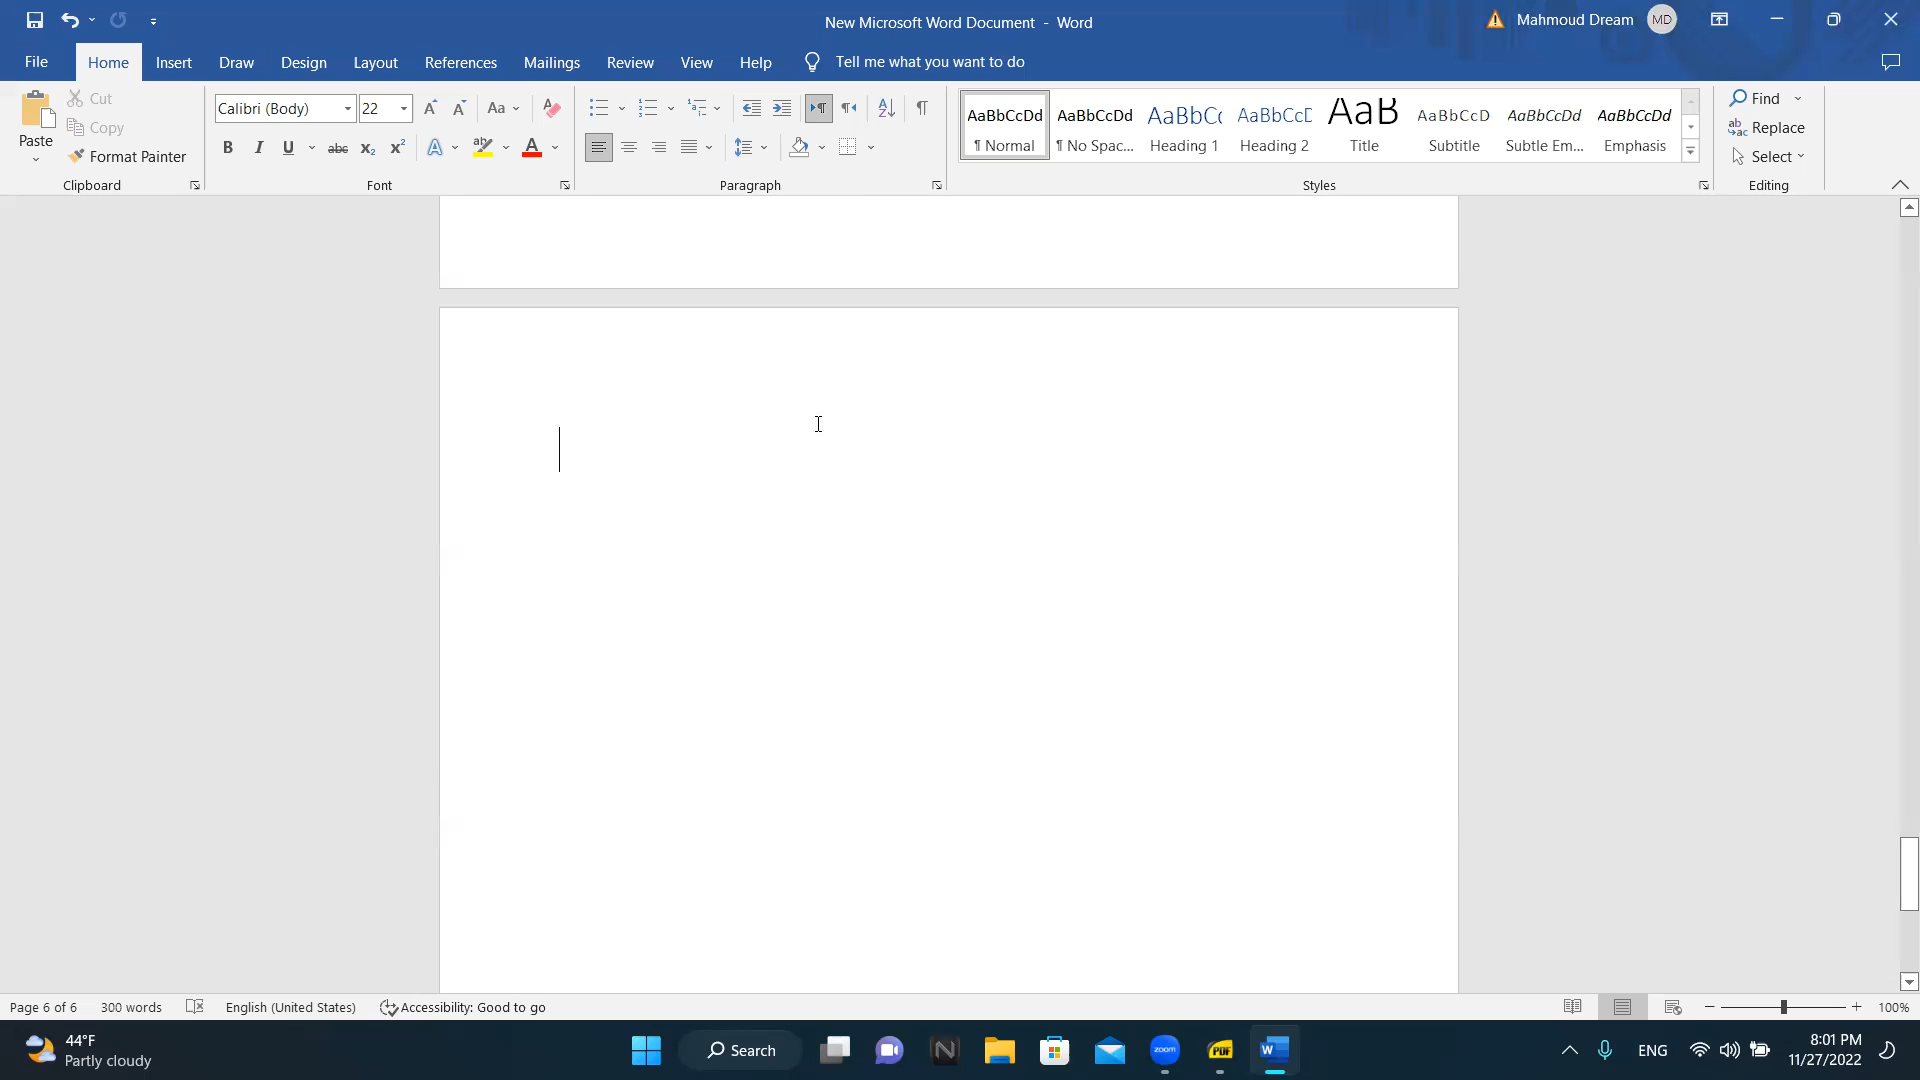 New Microsoft Word Document - Word
Mahmoud Dream
MD
File
Home
Insert
Draw
Design
Layout
References
Mailings
Review
View
Help
Tell me what you want to do
Paste
Cut
Copy
Format Painter
Clipboard
Calibri (Body)
22
Font
Paragraph
AaBbCcDd
¶ Normal
AaBbCcDd
¶ No Spac...
AaBbCc
Heading 1
AaBbCcE
Heading 2
AaB
Title
AaBbCcD
Subtitle
AaBbCcDd
Subtle Em...
AaBbCcDd
Emphasis
Styles
Find
Replace
Select
Editing
Page 6 of 6
300 words
English (United States)
Accessibility: Good to go
100%
44°F
Partly cloudy
Search
zoom
PDF
W
ENG
8:01 PM
11/27/2022